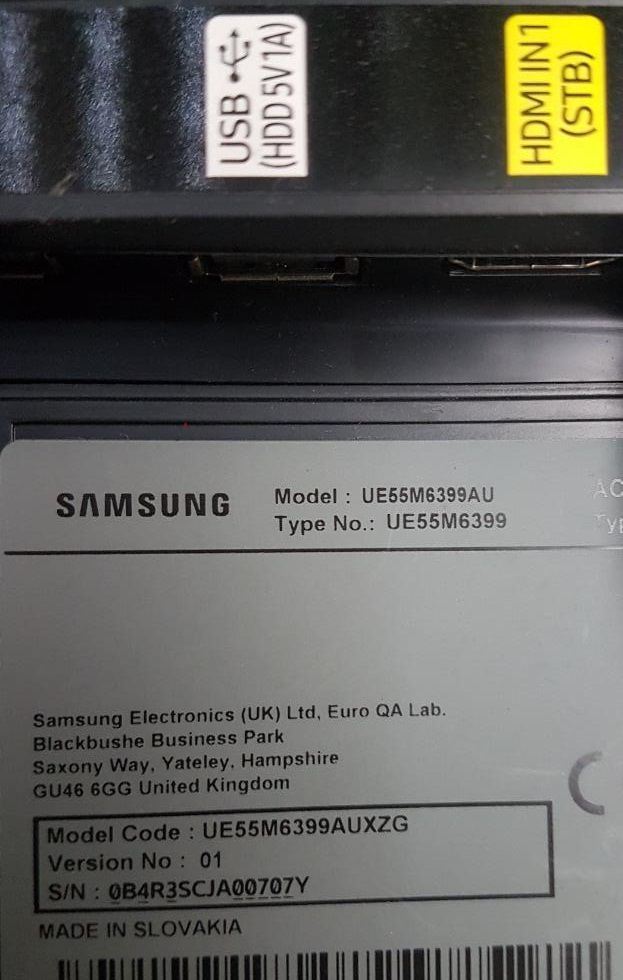 USB
(HDD 5V 1A)
HDMI IN 1
(STB)
SAMSUNG
Model : UE55M6399AU
Type No.: UE55M6399
AC
Samsung Electronics (UK) Ltd, Euro QA Lab.
Blackbushe Business Park
Saxony Way, Yateley, Hampshire
GU46 6GG United Kingdom
Model Code : UE55M6399AUXZG
Version No : 01
S/N : 0B4R3SCJA00707Y
MADE IN SLOVAKIA